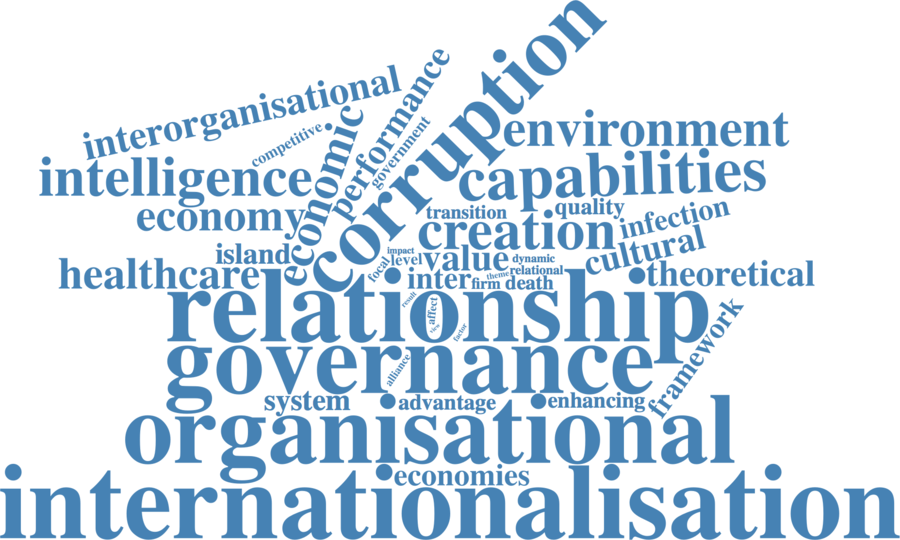 corruption
performance
interorganisational
competitive
economic
government
environment
intelligence
capabilities
economy
transition
quality
infection
creation
cultural
island
impact
level
value
dynamic
focal
healthcare
inter
theme
relational
firm
death
theoretical
relationship
result
affect
view
factor
framework
governance
alliance
system
advantage
enhancing
organisational
economies
internationalisation